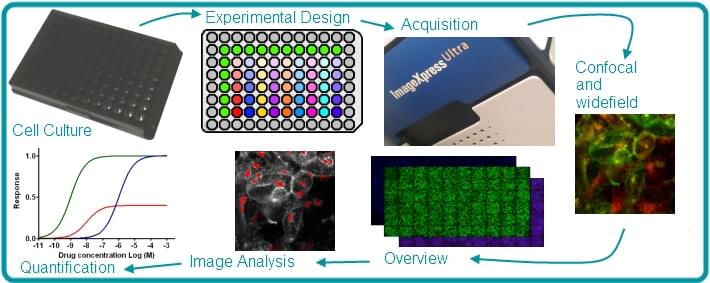 Experimental Design
Acquisition
ImageXpress Ultra
Confocal
and
widefield
Cell Culture
Response
1.0
0.5
0.0
-11 -10 -9 -8 -7 -6 -5 -4 -3
Drug concentration Log (M)
Quantification
Image Analysis
Overview